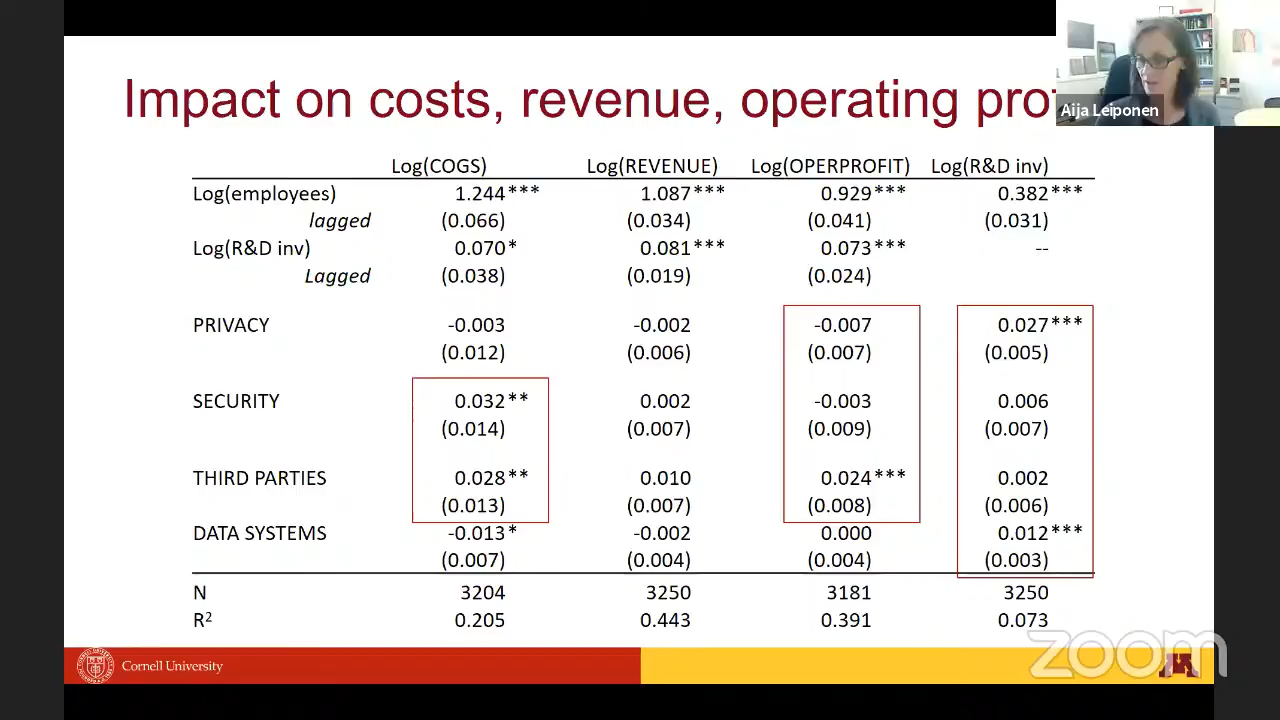 Impact on costs, revenue, operating prof
Aija Leiponen
Log(COGS) Log(REVENUE) Log(OPERPROFIT) Log(R&D inv)
Log(employees) 1.244*** 1.087*** 0.929*** 0.382***
lagged (0.066) (0.034) (0.041) (0.031)
Log(R&D inv) 0.070* 0.081*** 0.073*** --
Lagged (0.038) (0.019) (0.024)
PRIVACY -0.003 -0.002 -0.007 0.027***
(0.012) (0.006) (0.007) (0.005)
SECURITY 0.032** 0.002 -0.003 0.006
(0.014) (0.007) (0.009) (0.007)
THIRD PARTIES 0.028** 0.010 0.024*** 0.002
(0.013) (0.007) (0.008) (0.006)
DATA SYSTEMS -0.013* -0.002 0.000 0.012***
(0.007) (0.004) (0.004) (0.003)
N 3204 3250 3181 3250
R² 0.205 0.443 0.391 0.073
Cornell University
zoom
M